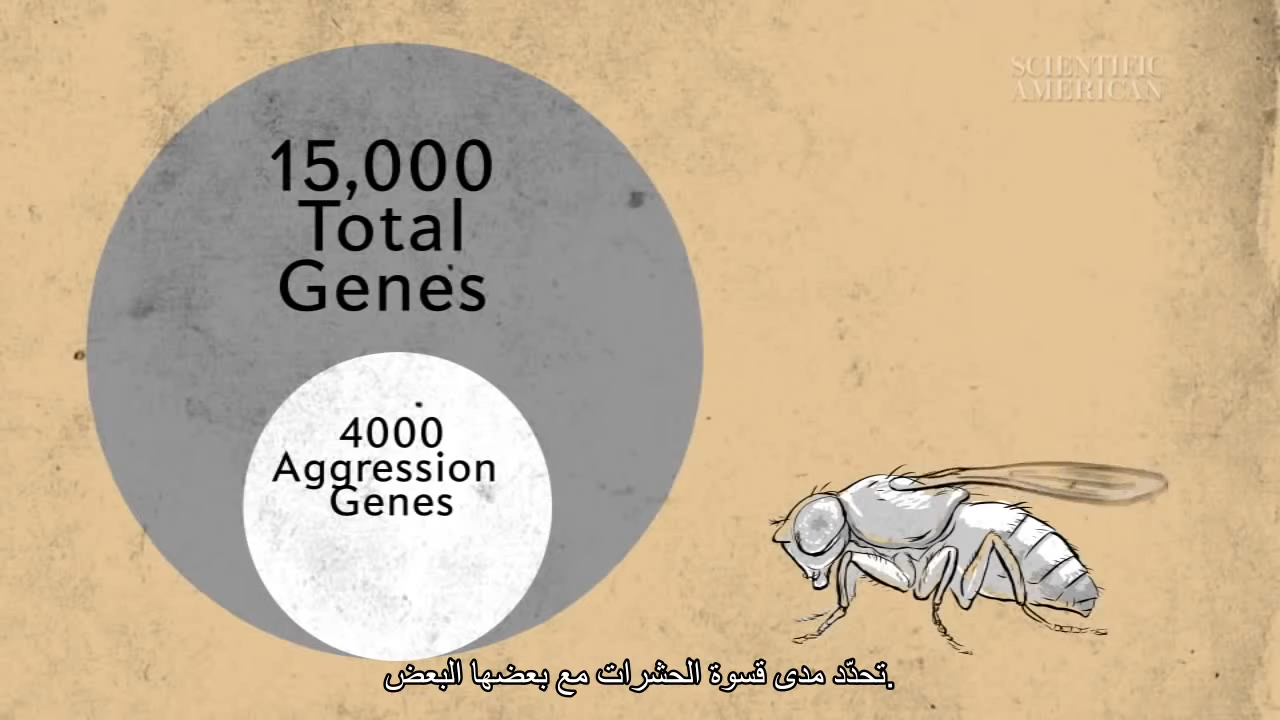 SCIENTIFIC
AMERICAN
15,000
Total
Genes
4000
Aggression
Genes
تحدّد مدى قسوة الحشرات مع بعضها البعض.